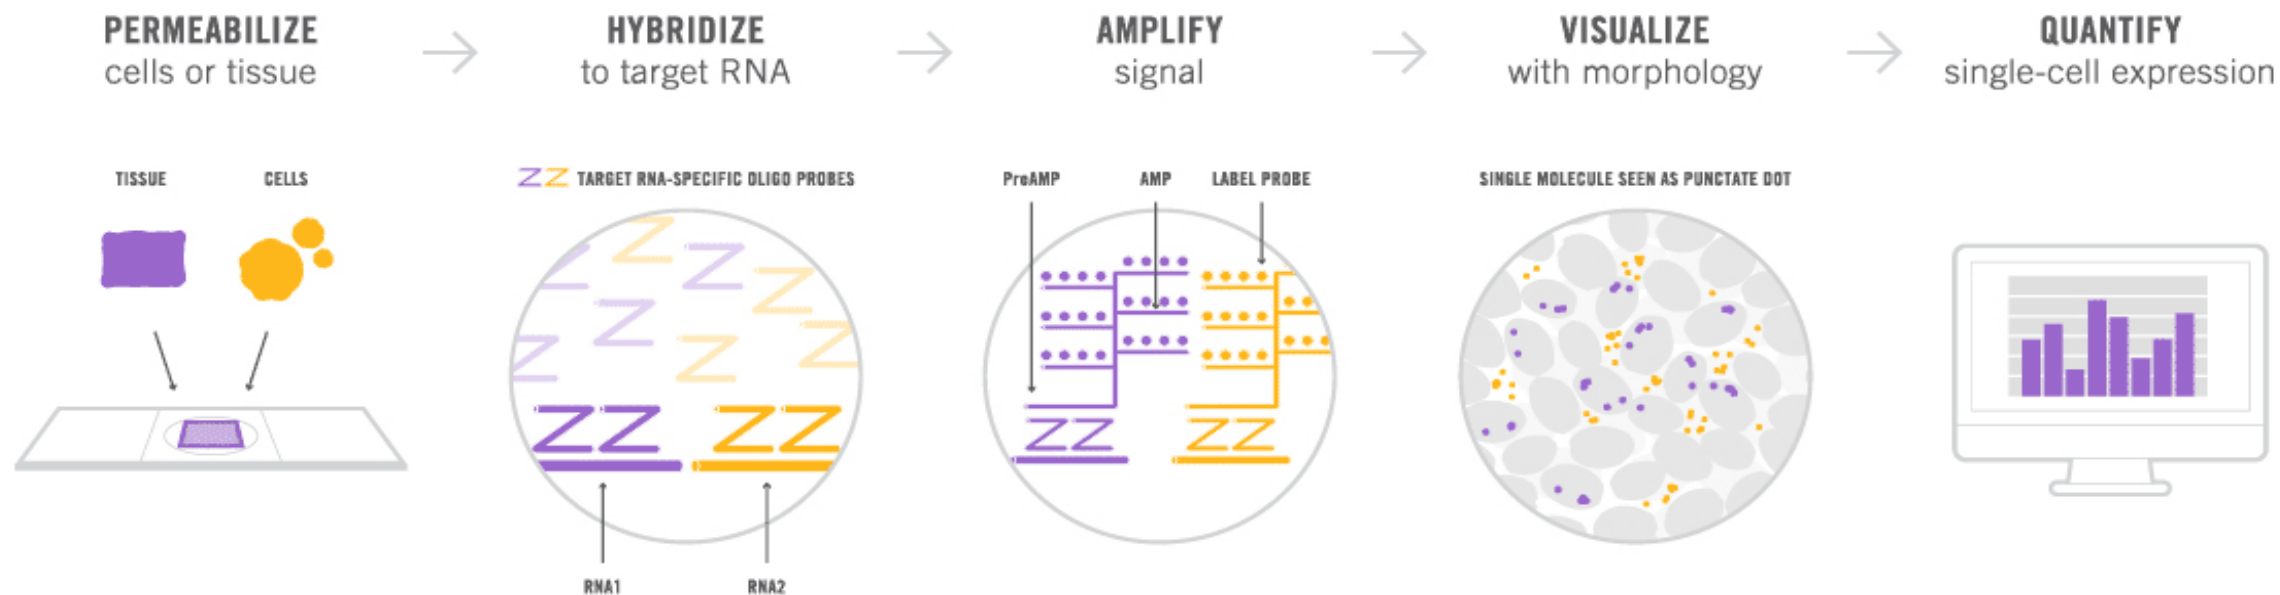 PERMEABILIZE
cells or tissue
HYBRIDIZE
to target RNA
AMPLIFY
signal
VISUALIZE
with morphology
QUANTIFY
single-cell expression
TISSUE
CELLS
TARGET RNA-SPECIFIC OLIGO PROBES
PreAMP
AMP
LABEL PROBE
SINGLE MOLECULE SEEN AS PUNCTATE DOT
RNA1
RNA2